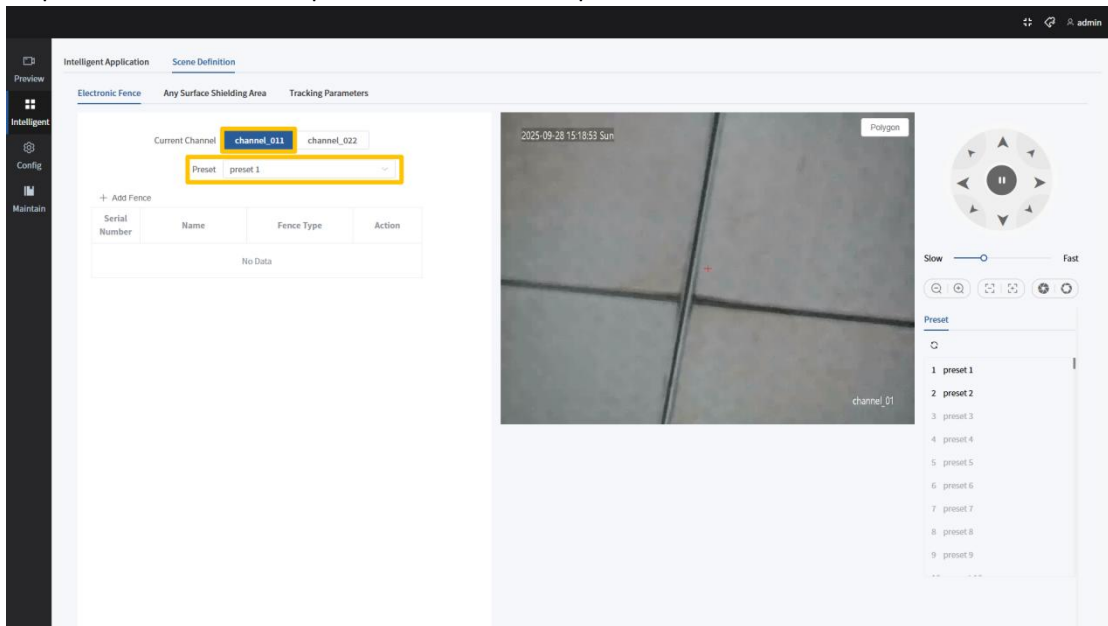 admin
Preview
Intelligent
Config
Maintain
Intelligent Application Scene Definition
Electronic Fence Any Surface Shielding Area Tracking Parameters
Current Channel channel_011 channel_022
Preset preset 1
+ Add Fence
Serial Number Name Fence Type Action
No Data
2025-09-28 15:18:53 Sun
Polygon
channel_01
Slow Fast
Preset
1 preset 1
2 preset 2
3 preset 3
4 preset 4
5 preset 5
6 preset 6
7 preset 7
8 preset 8
9 preset 9